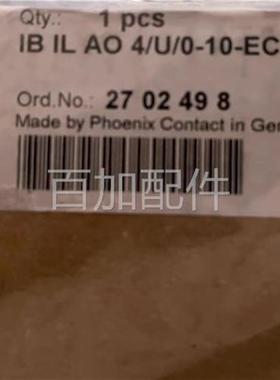 Qty.: 1 pcs
IB IL AO 4/U/0-10-EC
Ord.No.: 27 02 49 8
Made by Phoenix Contact in Ger
百加配件